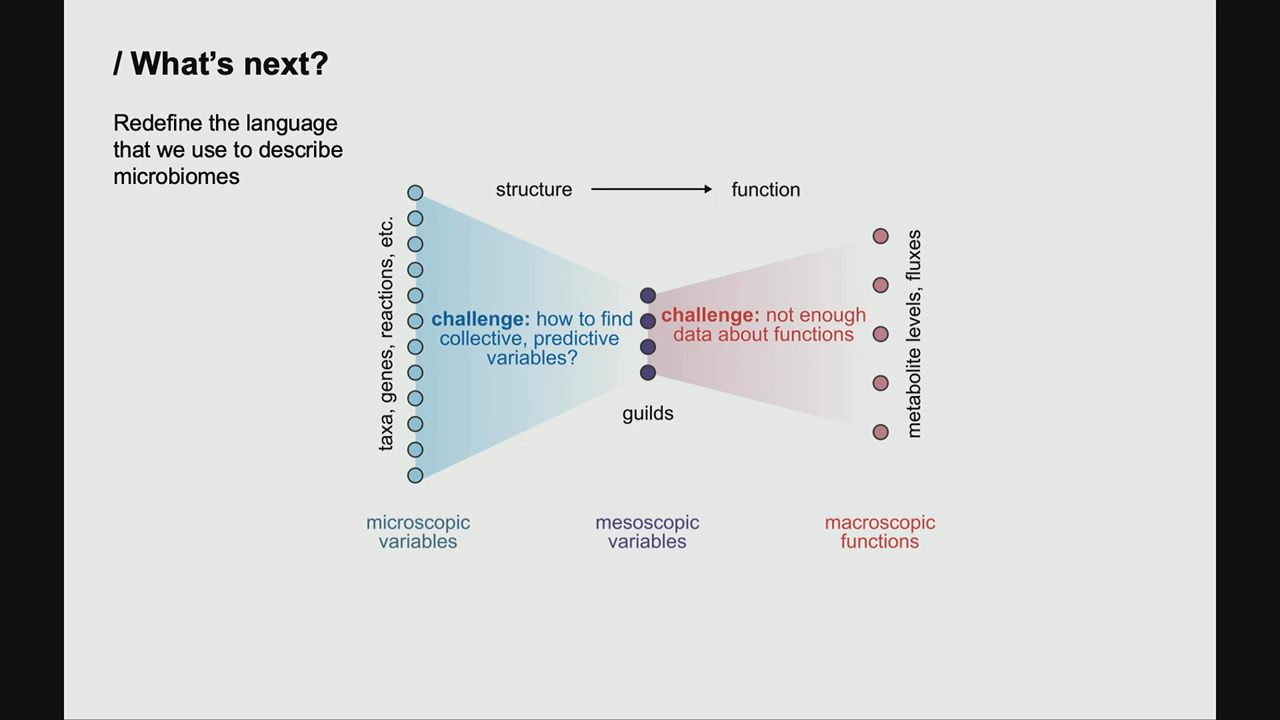 / What's next?
Redefine the language
that we use to describe
microbiomes
structure
function
taxa, genes, reactions, etc.
challenge: how to find
collective, predictive
variables?
challenge: not enough
data about functions
metabolite levels, fluxes
guilds
microscopic
variables
mesoscopic
variables
macroscopic
functions